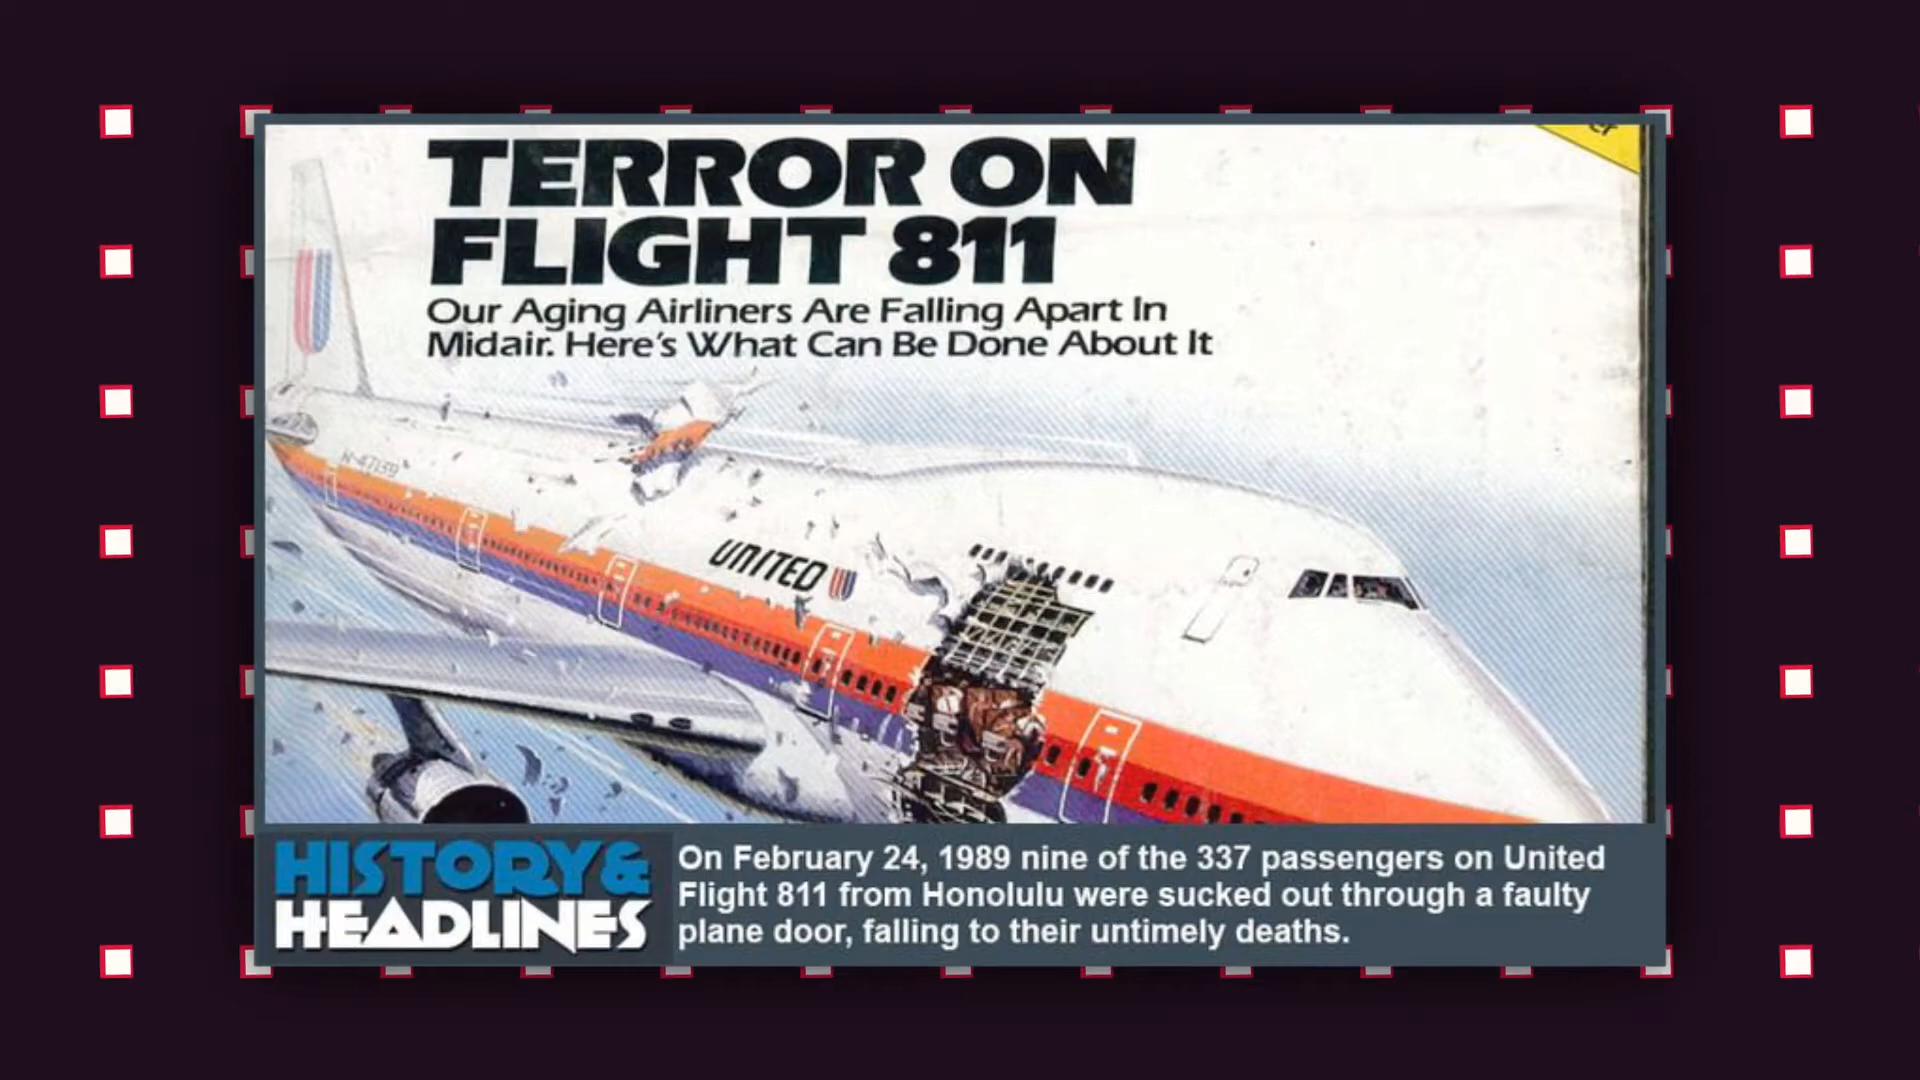 er
TERROR ON
FLIGHT 811
Our Aging Airliners Are Falling Apart In
Midair. Here's What Can Be Done About It
N-47139
UNITED
HISTORY&
HEADLINES
On February 24, 1989 nine of the 337 passengers on United
Flight 811 from Honolulu were sucked out through a faulty
plane door, falling to their untimely deaths.